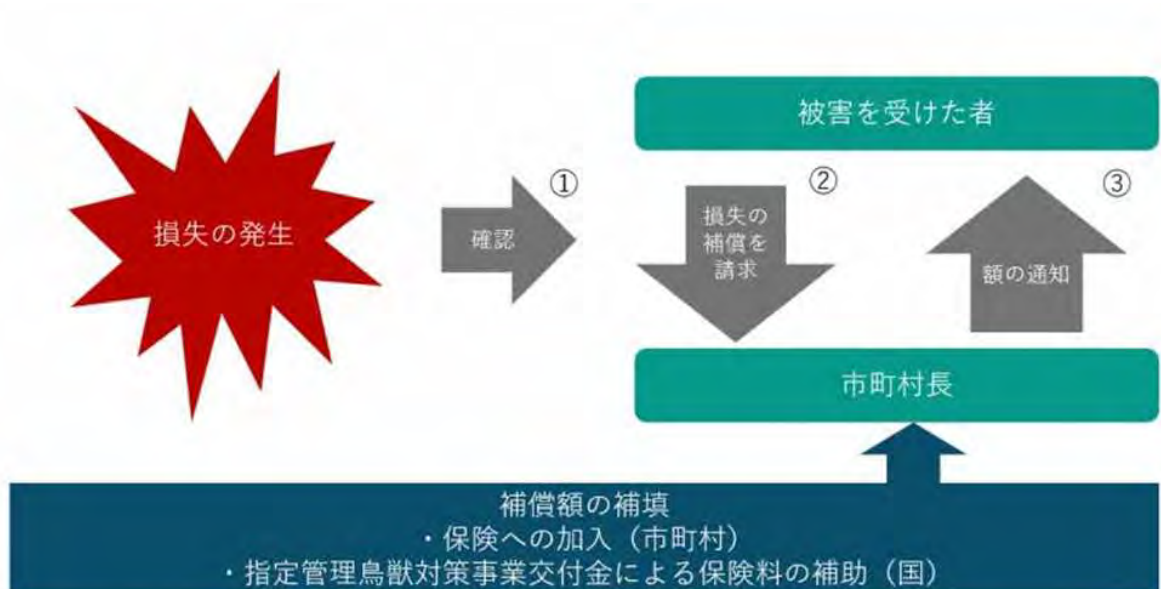 損失の発生
①
確認
被害を受けた者
②
損失の
補償を
請求
③
額の通知
市町村長
補償額の補填
・保険への加入（市町村）
・指定管理鳥獣対策事業交付金による保険料の補助（国）